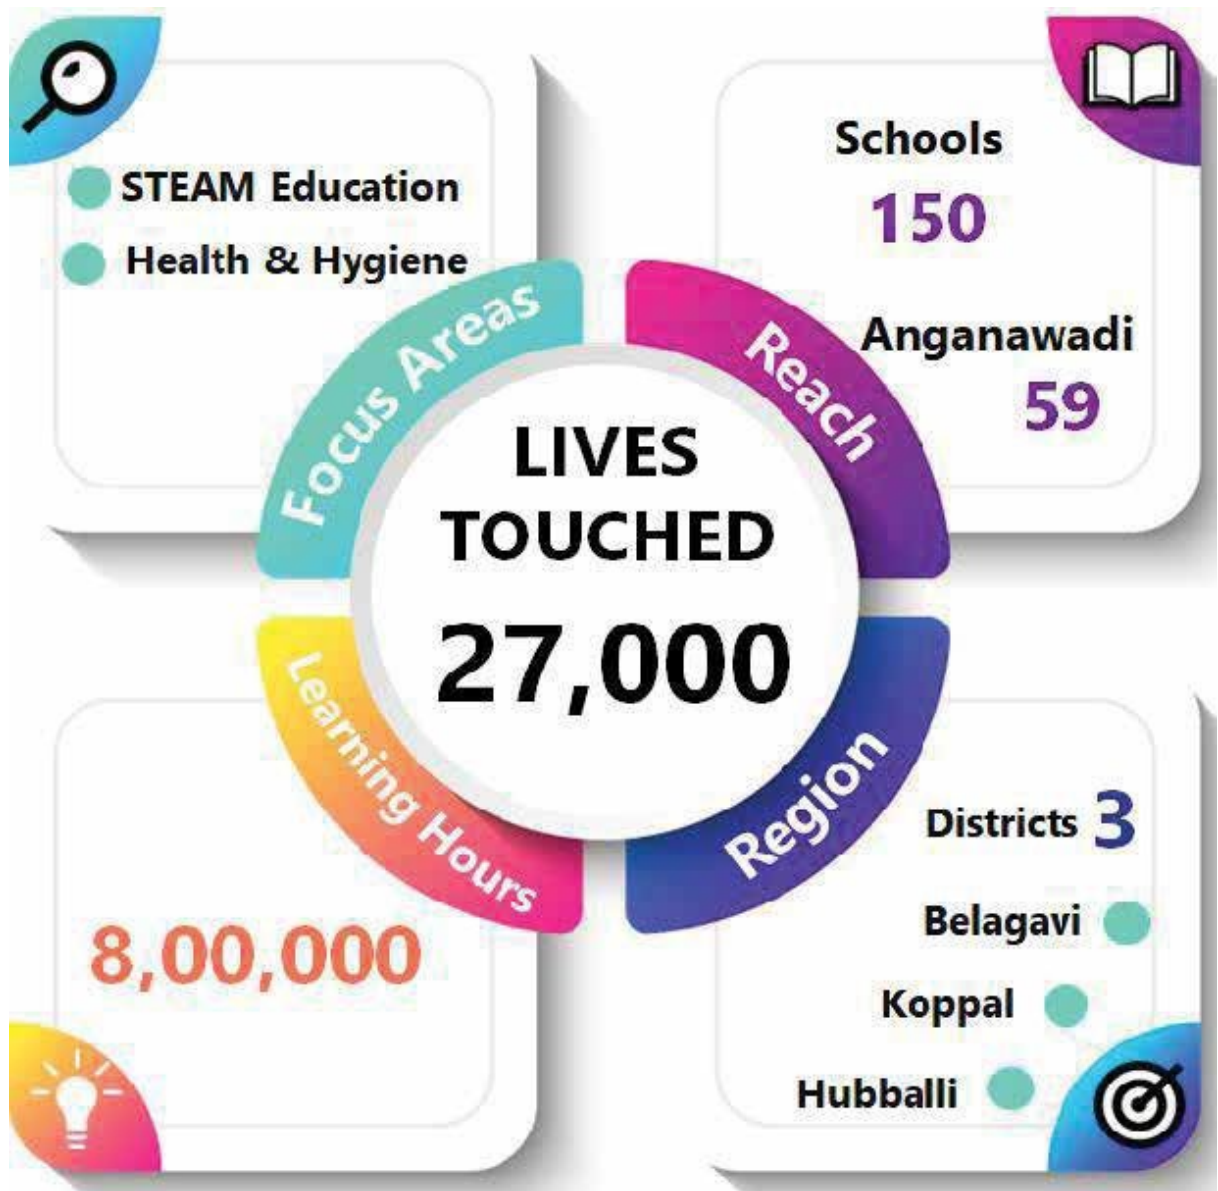 STEAM Education
Health & Hygiene
Focus Areas
Schools
150
Anganawadi
59
Reach
LIVES
TOUCHED
27,000
Learning Hours
8,00,000
Region
Districts 3
Belagavi
Koppal
Hubballi